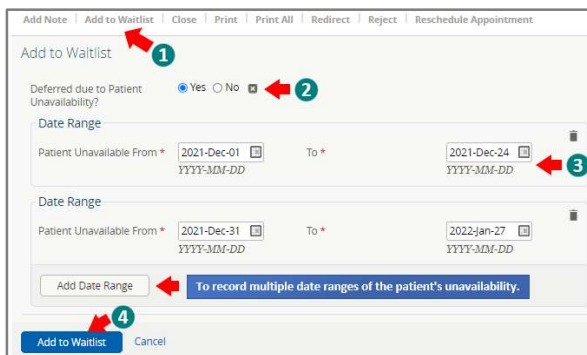 Add Note | Add to Waitlist | Close | Print | Print All | Redirect | Reject | Reschedule Appointment
1
Add to Waitlist
Deferred due to Patient Unavailability? Yes No 2
Date Range
Patient Unavailable From * 2021-Dec-01 To * 2021-Dec-24
YYYY-MM-DD YYYY-MM-DD 3
Date Range
Patient Unavailable From * 2021-Dec-31 To * 2022-Jan-27
YYYY-MM-DD YYYY-MM-DD
Add Date Range To record multiple date ranges of the patient's unavailability.
4
Add to Waitlist Cancel